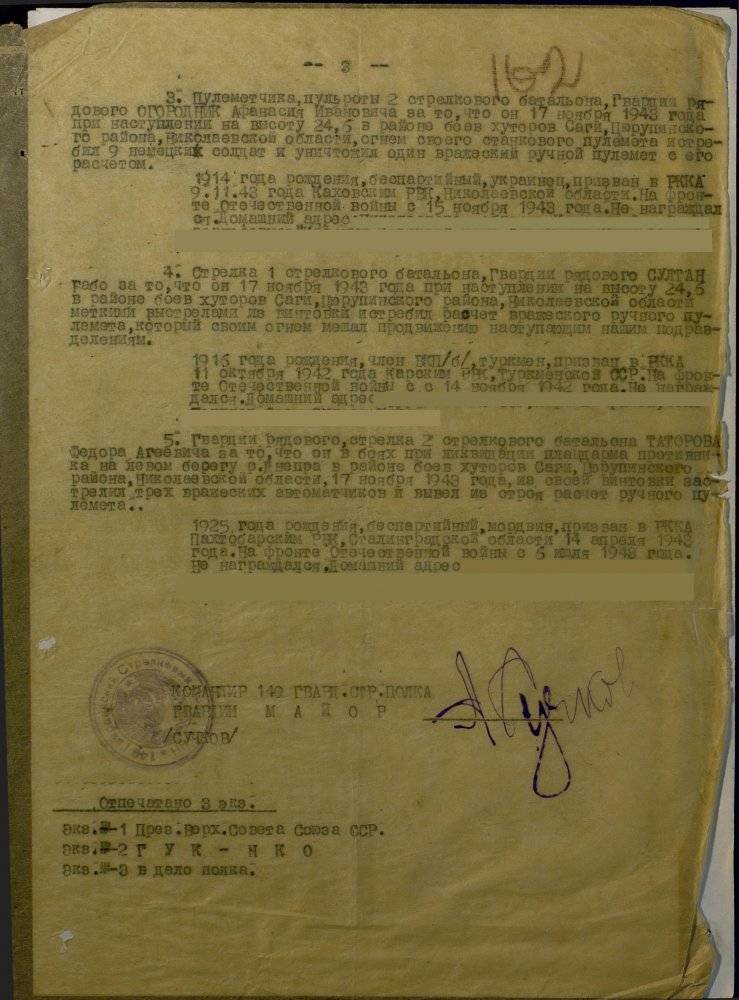 -- 3 --
162
3. Пулеметчика,пульроты 2 стрелкового батальона,Гвардии ря-
дового ОГОРОДНИК Афанасия Ивановича за то,что он 17 ноября 1943 года
при наступлении на высоту 24,5 в районе боев хуторов Саги,Цюрупинско-
го района,Николаевской области,огнем своего станкового пулемета истре-
бил 9 немецких солдат и уничтожил один вражеский ручной пулемет с его
расчетом.
1914 года рождения,беспартийный,украинец,призван в РККА
9.11.43 года Каховским РВК,Николаевской области.На фрон-
те Отечественной войны с 15 ноября 1943 года.Не награждал
ся.Домашний адрес
4. Стрелка 1 стрелкового батальона,Гвардии рядового СУЛТАН
Рабо за то,что он 17 ноября 1943 года при наступлении на высоту 24,5
в районе боев хуторов Саги,Цюрупинского района,Николаевской области
меткими выстрелами из винтовки истребил расчет вражеского ручного пу-
лемета,который своим огнем мешал продвижению наступающим нашим подраз-
делениям.
1916 года рождения,член ВКП/б/,туркмен,призван в РККА
11 октября 1942 года Карским РВК,Туркменской ССР.На фрон-
те Отечественной войны с с 14 ноября 1942 года.Не награж-
дался.Домашний адрес
5. Гвардии рядового,стрелка 2 стрелкового батальона ТАТОРОВА
Федора Агеевича за то,что он в боях при ликвидации плацдарма противни-
ка на левом берегу р.Днепра в районе боев хуторов Саги,Цюрупинского
района,Николаевской области,17 ноября 1943 года,из своей винтовки зас-
трелил трех вражеских автоматчиков и вывел из строя расчет ручного пу-
лемета..
1925 года рождения,беспартийный,мордвин,призван в РККА
Пахтобарским РВК,Сталинградской области 14 апреля 1943
года.На фронте Отечественной войны с 6 июля 1943 года.
Не награждался.Домашний адрес
КОМАНДИР 140 ГВАРД.СТР.ПОЛКА
ГВАРДИИ М А Й О Р
/СУЧКОВ/
А Сучков
Отпечатано 3 экз.
Экз.№-1 През.Верх.Совета Союза ССР.
Экз.№-2 Г У К - Н К О
Экз.№-3 в дело полка.